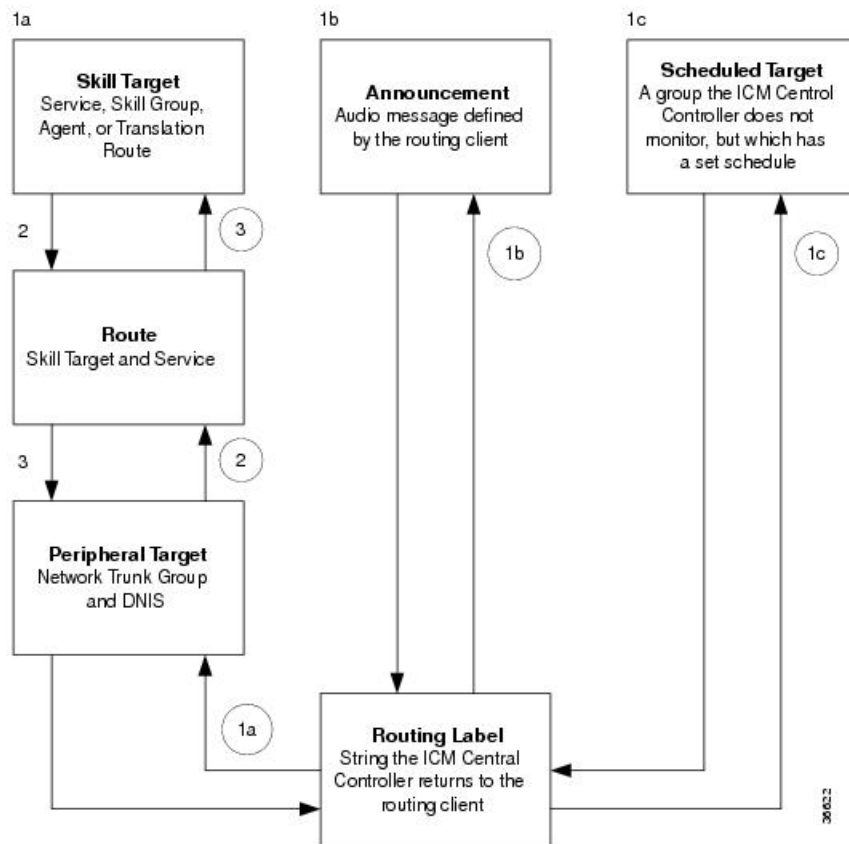 1a
1b
1c
Skill Target
Service, Skill Group,
Agent, or Translation
Route
Announcement
Audio message defined
by the routing client
Scheduled Target
A group the ICM Centrol
Controller does not
monitor, but which has
a set schedule
2
3
1b
1c
Route
Skill Target and Service
3
2
Peripheral Target
Network Trunk Group
and DNIS
1a
Routing Label
String the ICM Central
Controller returns to the
routing client
36622